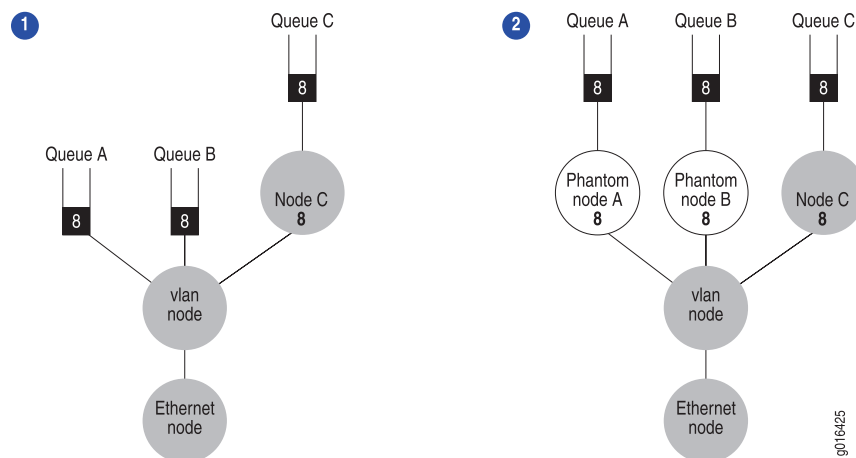 1
Queue C
8
Queue A
Queue B
8
8
Node C
8
vlan
node
Ethernet
node
2
Queue A
Queue B
Queue C
8
8
8
Phantom
node A
8
Phantom
node B
8
Node C
8
vlan
node
Ethernet
node
g016425